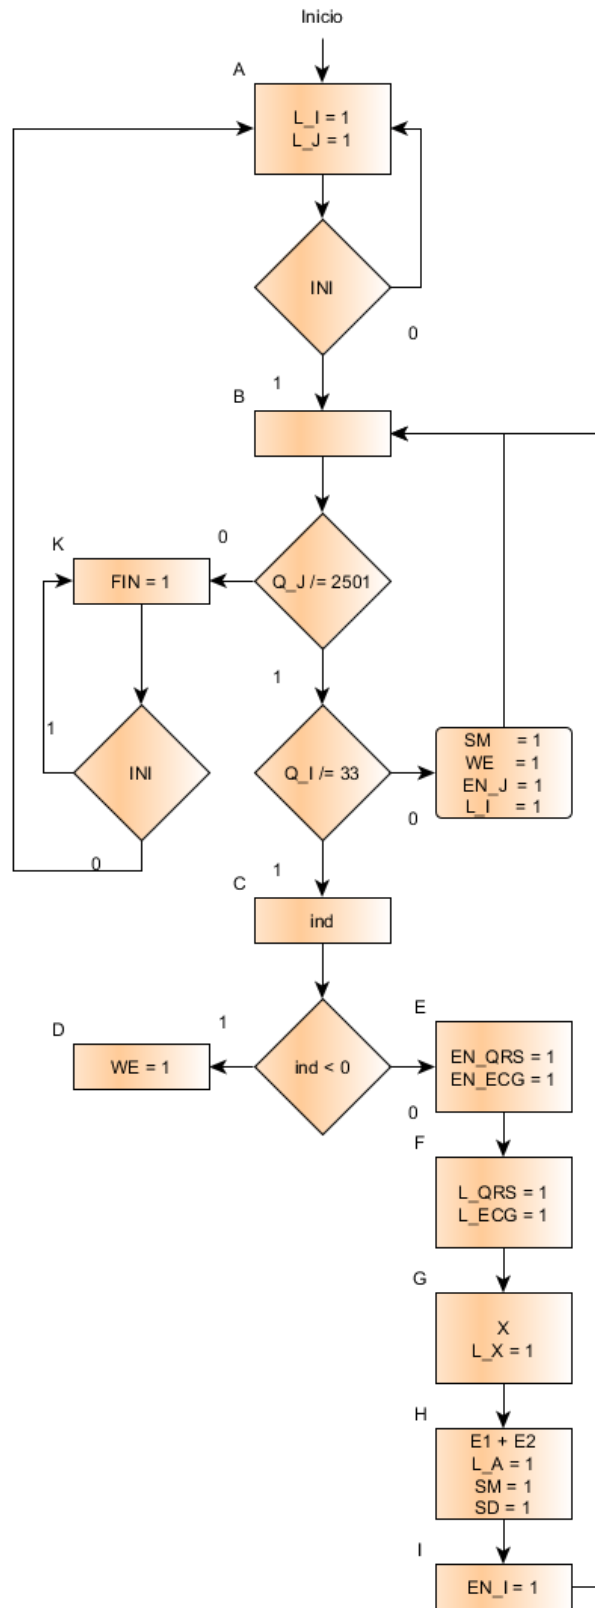 Inicio
A
L_I = 1
L_J = 1
INI
0
1
B
0
K
FIN = 1
Q_J /= 2501
1
1
INI
Q_I /= 33
SM = 1
WE = 1
EN_J = 1
L_I = 1
0
0
1
C
ind
D
1
E
WE = 1
ind < 0
EN_QRS = 1
EN_ECG = 1
0
F
L_QRS = 1
L_ECG = 1
G
X
L_X = 1
H
E1 + E2
L_A = 1
SM = 1
SD = 1
I
EN_I = 1